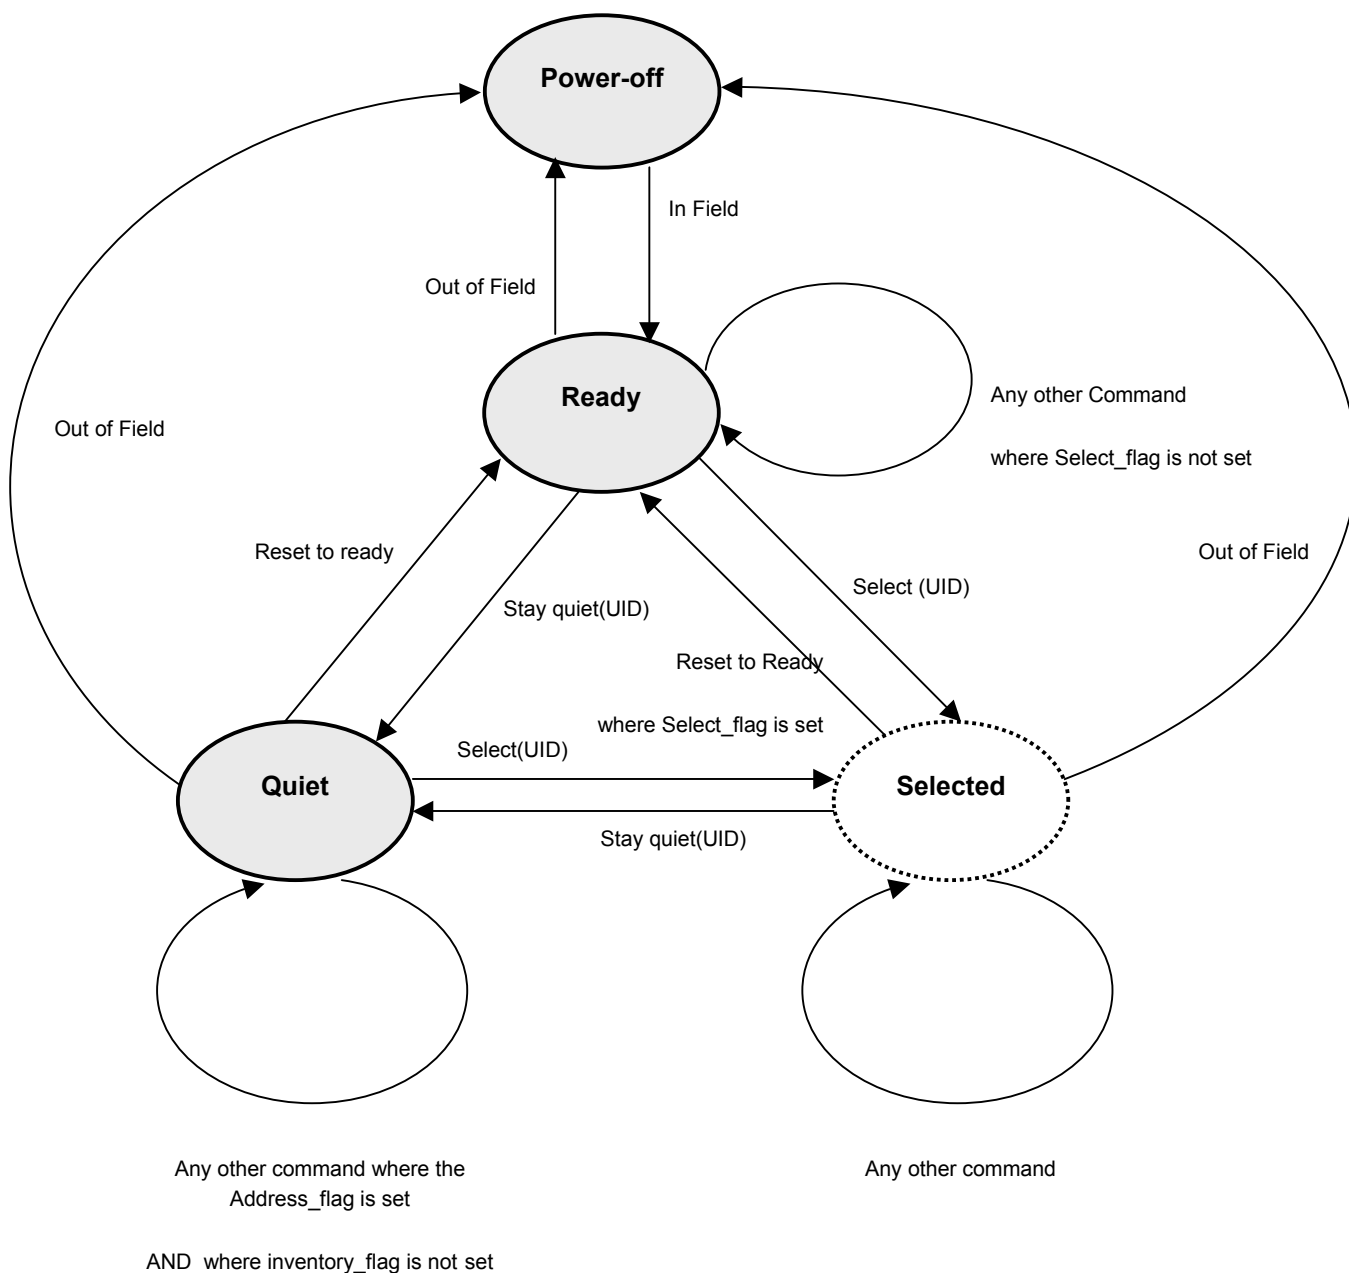 Power-off
In Field
Out of Field
Ready
Any other Command
Out of Field
where Select_flag is not set
Reset to ready
Out of Field
Select (UID)
Stay quiet(UID)
Reset to Ready
where Select_flag is set
Select(UID)
Quiet
Selected
Stay quiet(UID)
Any other command where the
Address_flag is set
AND  where inventory_flag is not set
Any other command